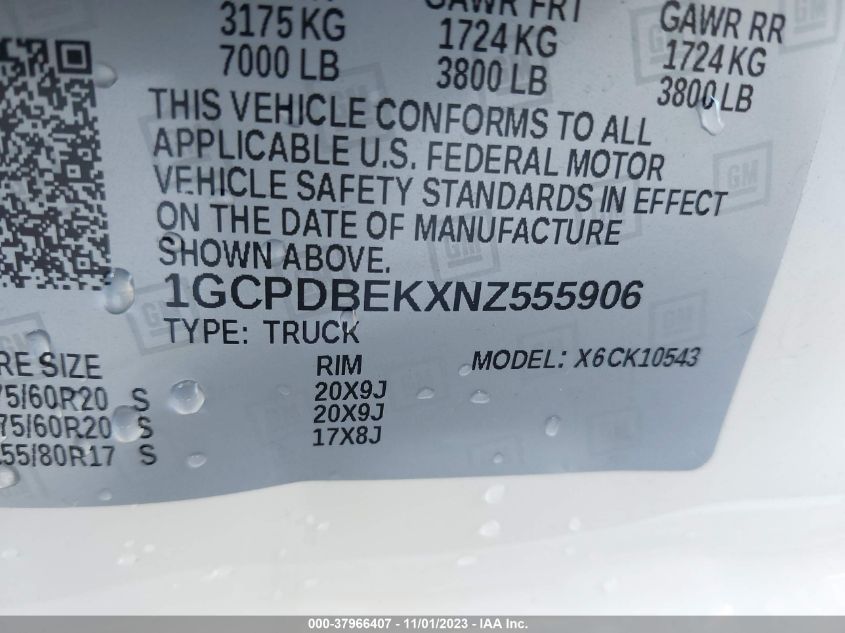 3175 KG
7000 LB
GAWR FRT
1724 KG
3800 LB
GAWR RR
1724 KG
3800 LB
THIS VEHICLE CONFORMS TO ALL
APPLICABLE U.S. FEDERAL MOTOR
VEHICLE SAFETY STANDARDS IN EFFECT
ON THE DATE OF MANUFACTURE
SHOWN ABOVE.
1GCPDBEKXNZ555906
TYPE: TRUCK
MODEL: X6CK10543
RE SIZE RIM
75/60R20 S 20X9J
75/60R20 S 20X9J
55/80R17 S 17X8J
GM
000-37966407 - 11/01/2023 - IAA Inc.